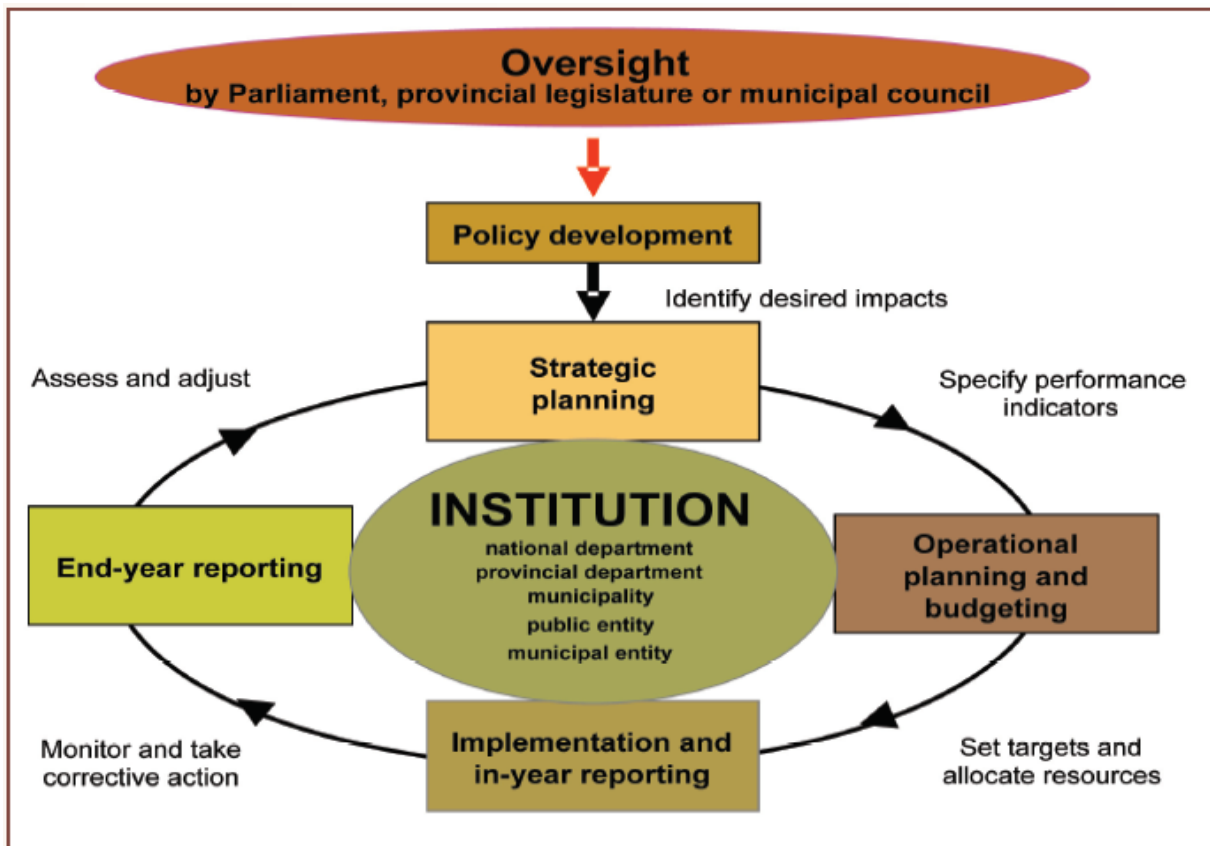 Oversight
by Parliament, provincial legislature or municipal council
Policy development
Identify desired impacts
Strategic
planning
Assess and adjust
Specify performance
indicators
INSTITUTION
national department
provincial department
municipality
public entity
municipal entity
End-year reporting
Operational
planning and
budgeting
Implementation and
in-year reporting
Monitor and take
corrective action
Set targets and
allocate resources